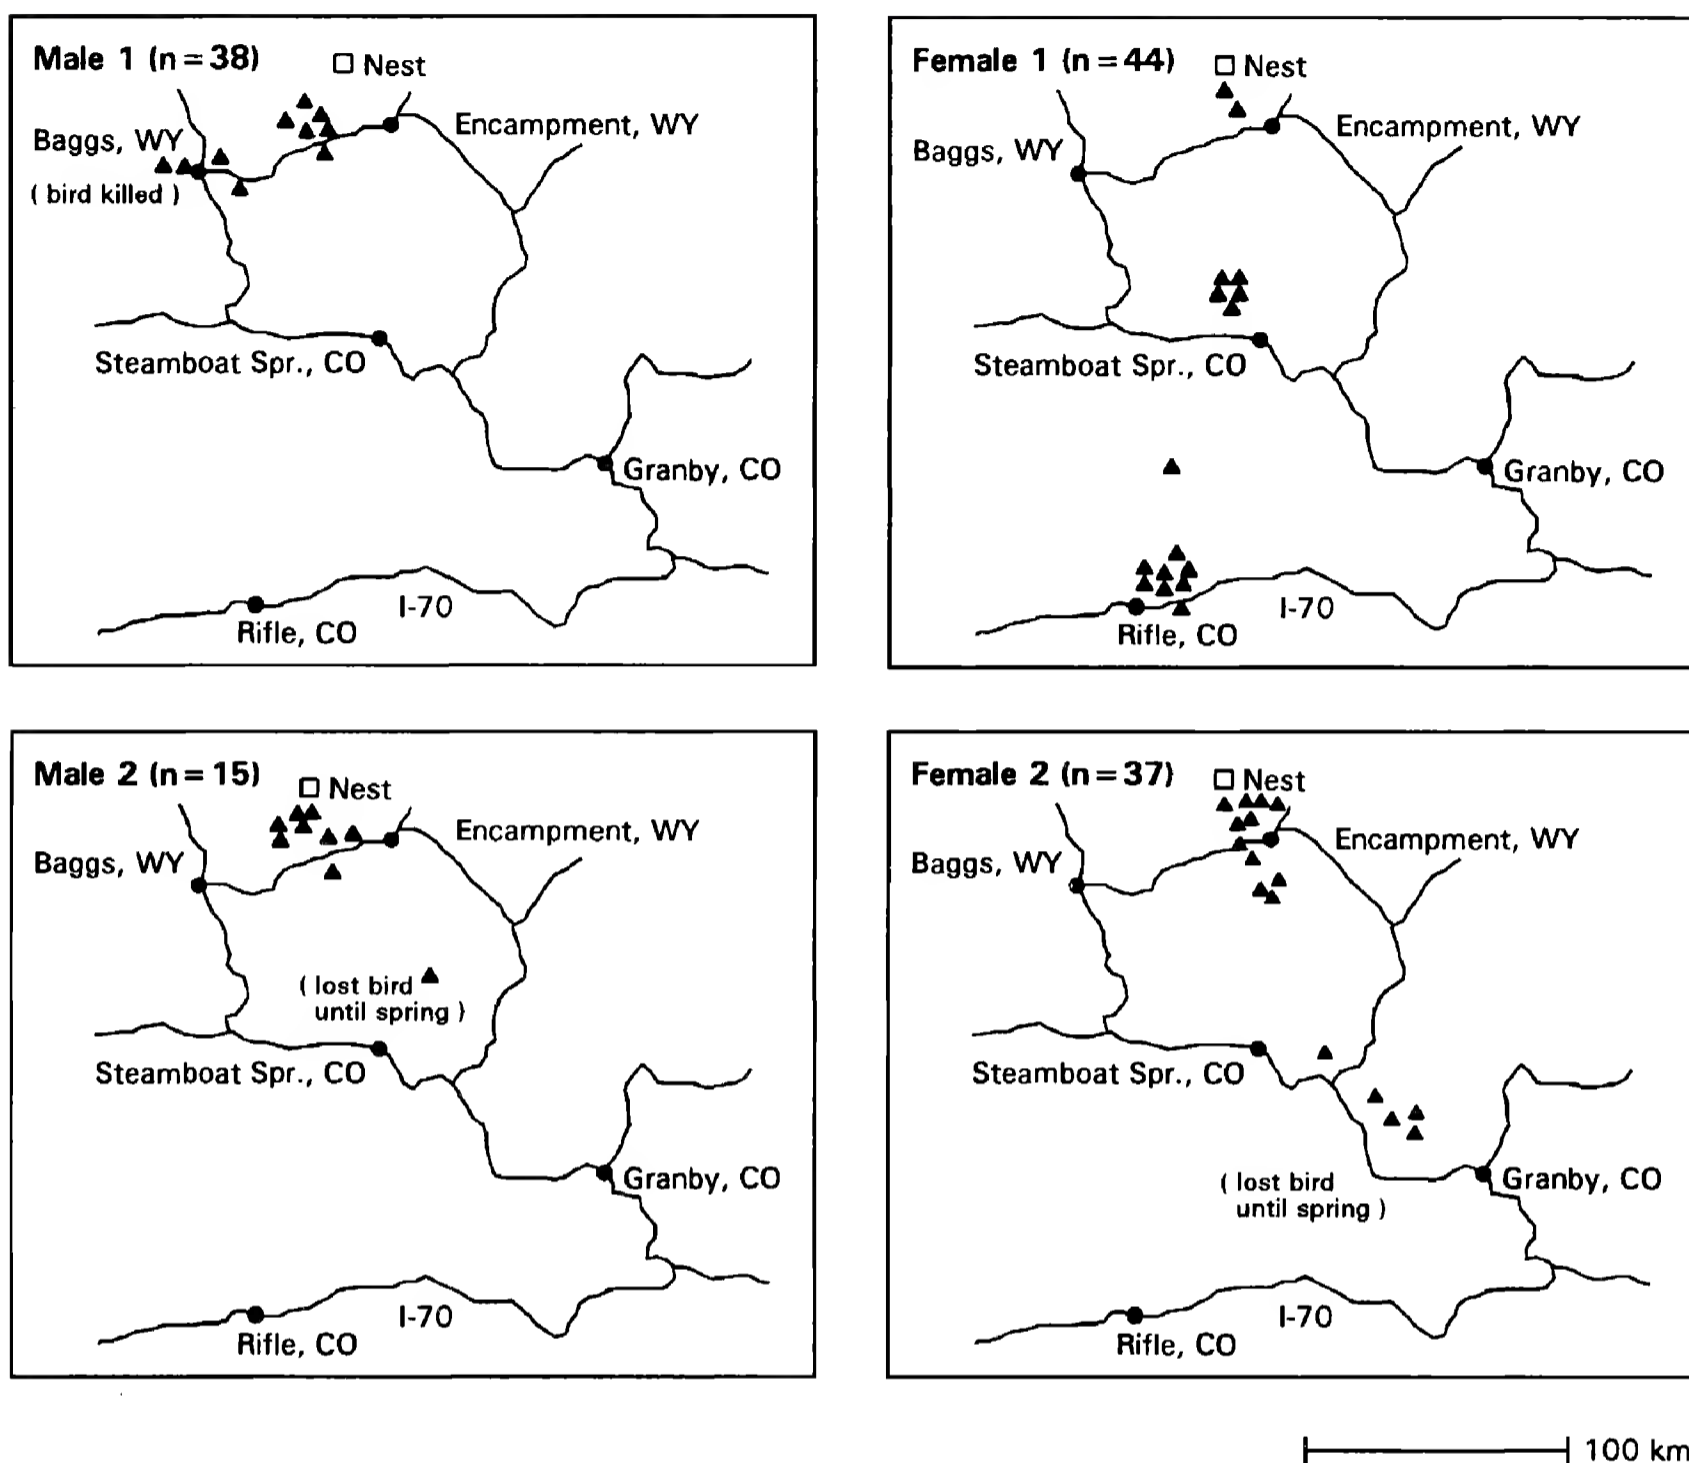 Male 1 (n=38)
Nest
Encampment, WY
Baggs, WY
( bird killed )
Steamboat Spr., CO
Granby, CO
I-70
Rifle, CO
Female 1 (n=44)
Nest
Encampment, WY
Baggs, WY
Steamboat Spr., CO
Granby, CO
I-70
Rifle, CO
Male 2 (n=15)
Nest
Encampment, WY
Baggs, WY
( lost bird
until spring )
Steamboat Spr., CO
Granby, CO
I-70
Rifle, CO
Female 2 (n=37)
Nest
Encampment, WY
Baggs, WY
Steamboat Spr., CO
Granby, CO
( lost bird
until spring )
I-70
Rifle, CO
100 km